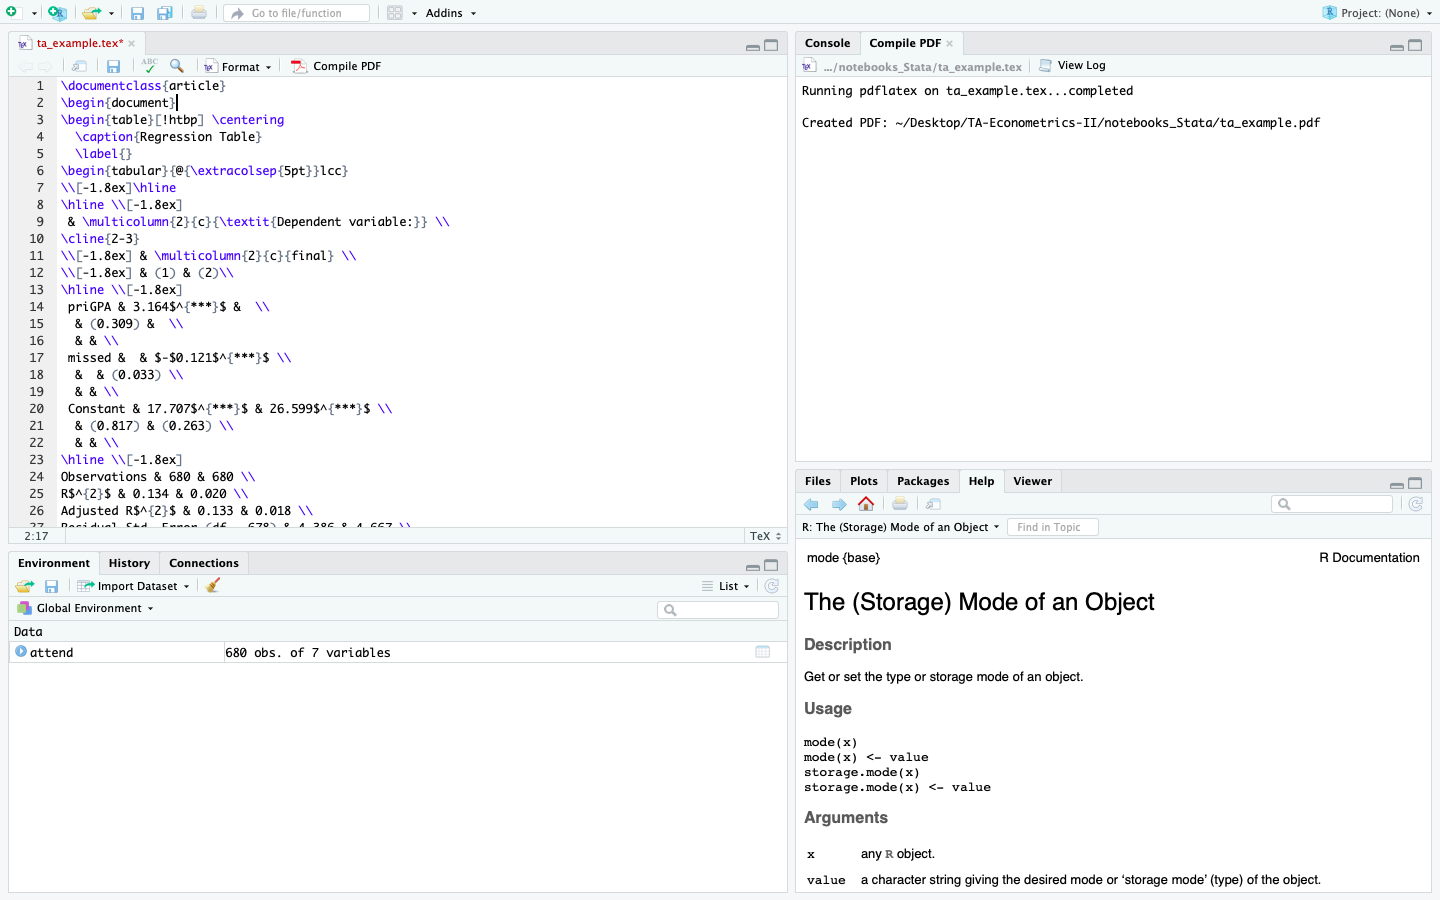 Go to file/function
Addins
Project: (None)
ta_example.tex*
ABC
Format
Compile PDF
1 \documentclass{article}
2 \begin{document}
3 \begin{table}[!htbp] \centering
4 \caption{Regression Table}
5 \label{}
6 \begin{tabular}{@{\extracolsep{5pt}}lcc}
7 \\[-1.8ex]\hline
8 \hline \\[-1.8ex]
9 & \multicolumn{2}{c}{\textit{Dependent variable:}} \\
10 \cline{2-3}
11 \\[-1.8ex] & \multicolumn{2}{c}{final} \\
12 \\[-1.8ex] & (1) & (2)\\
13 \hline \\[-1.8ex]
14 priGPA & 3.164$^{***}$ &  \\
15 & (0.309) &  \\
16 & & \\
17 missed &  & $-$0.121$^{***}$ \\
18 &  & (0.033) \\
19 & & \\
20 Constant & 17.707$^{***}$ & 26.599$^{***}$ \\
21 & (0.817) & (0.263) \\
22 & & \\
23 \hline \\[-1.8ex]
24 Observations & 680 & 680 \\
25 R$^{2}$ & 0.134 & 0.020 \\
26 Adjusted R$^{2}$ & 0.133 & 0.018 \\
27 Residual Std. Error (df = 678) & 4.386 & 4.667 \\
2:17
TeX
Environment History Connections
Import Dataset
List
Global Environment
Data
attend 680 obs. of 7 variables
Console Compile PDF
.../notebooks_Stata/ta_example.tex View Log
Running pdflatex on ta_example.tex...completed
Created PDF: ~/Desktop/TA-Econometrics-II/notebooks_Stata/ta_example.pdf
Files Plots Packages Help Viewer
R: The (Storage) Mode of an Object Find in Topic
mode {base} R Documentation
The (Storage) Mode of an Object
Description
Get or set the type or storage mode of an object.
Usage
mode(x)
mode(x) <- value
storage.mode(x)
storage.mode(x) <- value
Arguments
x any R object.
value a character string giving the desired mode or ‘storage mode’ (type) of the object.